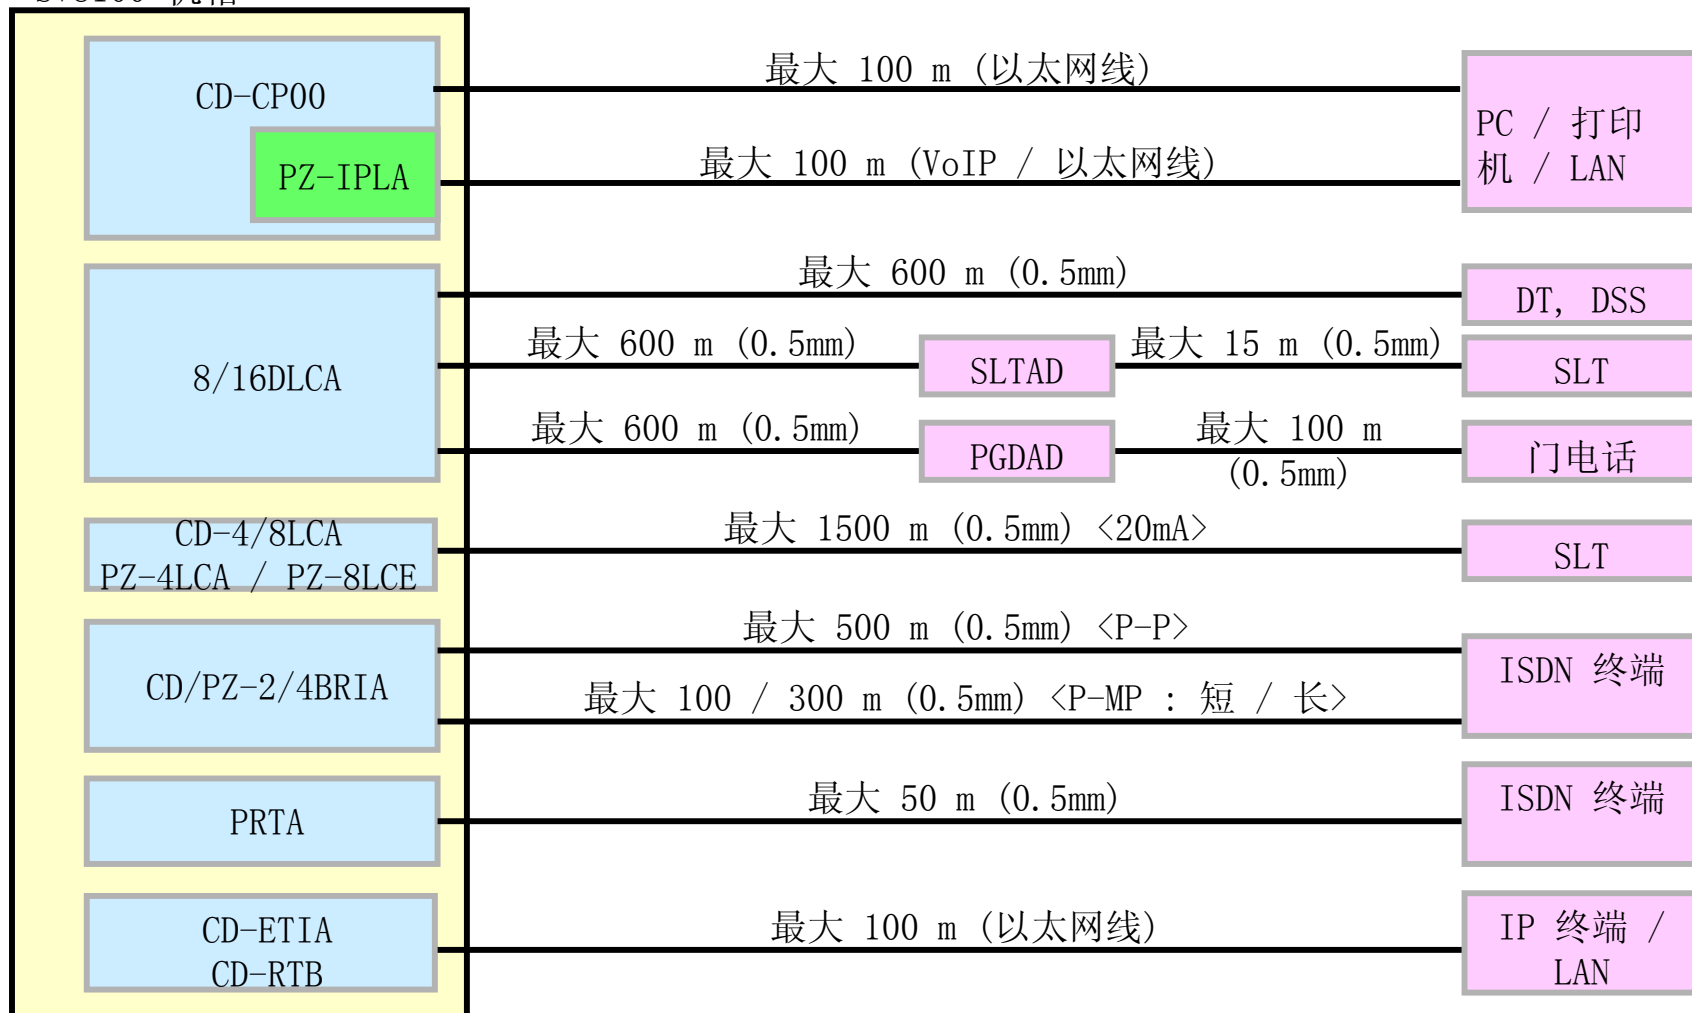 CD-CP00
PZ-IPLA
最大 100 m (以太网线)
最大 100 m (VoIP / 以太网线)
PC / 打印
机 / LAN
8/16DLCA
最大 600 m (0.5mm)
DT, DSS
最大 600 m (0.5mm)
SLTAD
最大 15 m (0.5mm)
SLT
最大 600 m (0.5mm)
PGDAD
最大 100 m
(0.5mm)
门电话
CD-4/8LCA
PZ-4LCA / PZ-8LCE
最大 1500 m (0.5mm) <20mA>
SLT
CD/PZ-2/4BRIA
最大 500 m (0.5mm) <P-P>
最大 100 / 300 m (0.5mm) <P-MP : 短 / 长>
ISDN 终端
PRTA
最大 50 m (0.5mm)
ISDN 终端
CD-ETIA
CD-RTB
最大 100 m (以太网线)
IP 终端 /
LAN